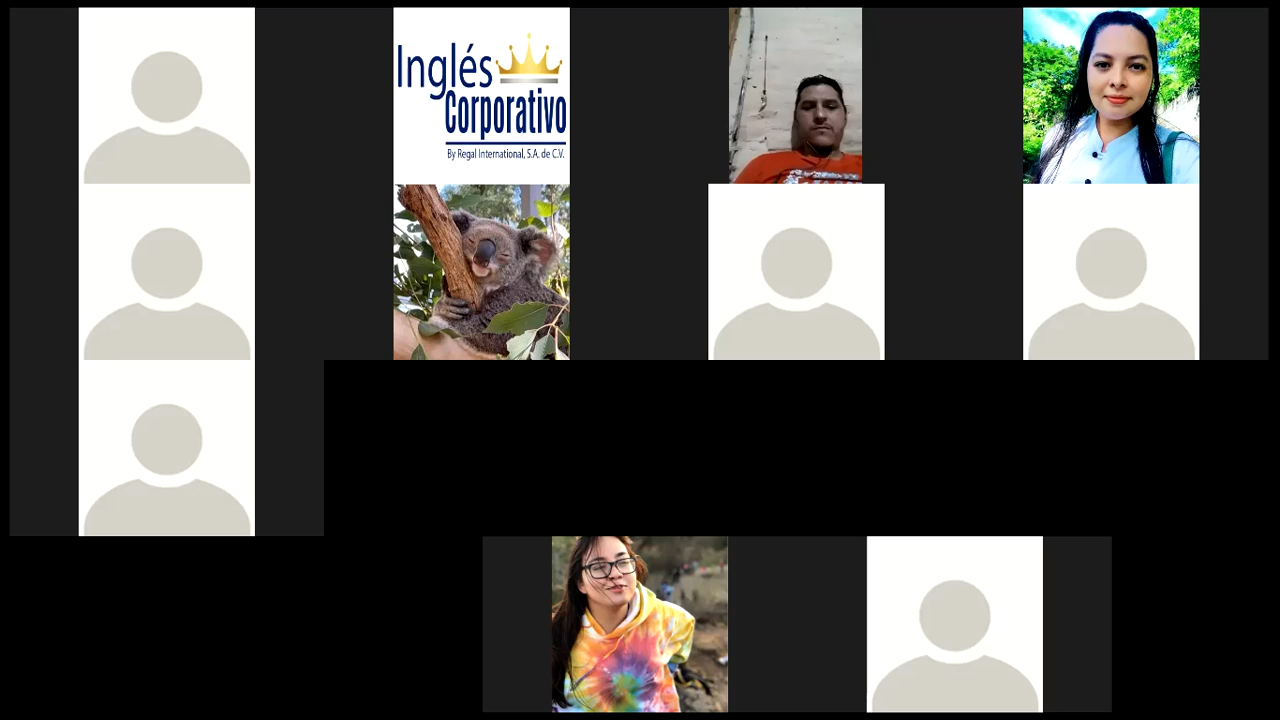 Inglés
Corporativo
By Regal International, S.A. de C.V.